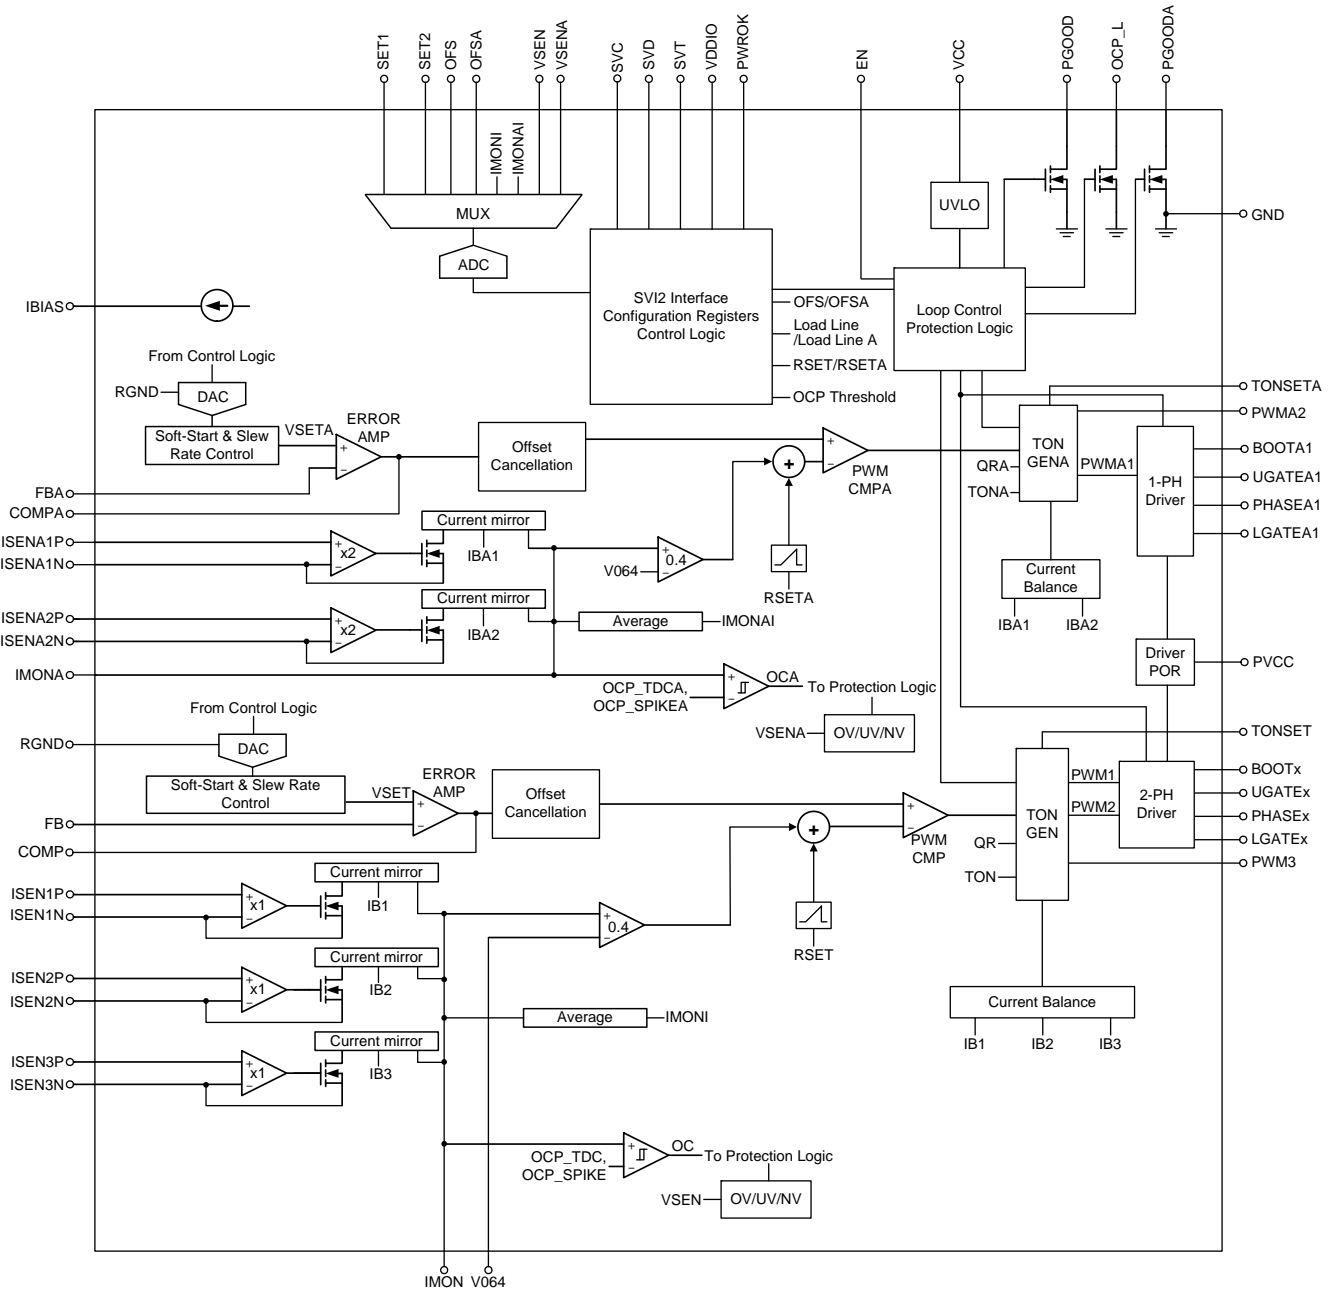 SET1
SET2
OFS
OFSA
VSEN
VSENA
SVC
SVD
SVT
VDDIO
PWROK
EN
VCC
PGOOD
OCP_L
PGOODA
IMONI
IMONAI
MUX
ADC
UVLO
GND
IBIAS
SVI2 Interface
Configuration Registers
Control Logic
OFS/OFSA
Load Line
/Load Line A
RSET/RSETA
OCP Threshold
Loop Control
Protection Logic
From Control Logic
RGND
DAC
Soft-Start & Slew
Rate Control
VSETA
ERROR
AMP
+
−
Offset
Cancellation
+
−
PWM
CMPA
+
TON
GENA
QRA
TONA
PWMA1
1-PH
Driver
TONSETA
PWMA2
BOOTA1
UGATEA1
PHASEA1
LGATEA1
FBA
COMPA
ISENA1P
ISENA1N
+
−
x2
Current mirror
IBA1
V064
+
−
0.4
RSETA
Current
Balance
IBA1
IBA2
ISENA2P
ISENA2N
+
−
x2
Current mirror
IBA2
Average
IMONAI
Driver
POR
PVCC
IMONA
OCP_TDCA,
OCP_SPIKEA
+
−
OCA
To Protection Logic
VSENA
OV/UV/NV
From Control Logic
RGND
DAC
Soft-Start & Slew Rate
Control
VSET
ERROR
AMP
+
−
Offset
Cancellation
+
−
PWM
CMP
+
TON
GEN
QR
TON
PWM1
PWM2
2-PH
Driver
TONSET
BOOTx
UGATEx
PHASEx
LGATEx
PWM3
FB
COMP
ISEN1P
ISEN1N
+
−
x1
Current mirror
IB1
+
−
0.4
RSET
ISEN2P
ISEN2N
+
−
x1
Current mirror
IB2
Average
IMONI
Current Balance
IB1
IB2
IB3
ISEN3P
ISEN3N
+
−
x1
Current mirror
IB3
OCP_TDC,
OCP_SPIKE
+
−
OC
To Protection Logic
VSEN
OV/UV/NV
IMON
V064